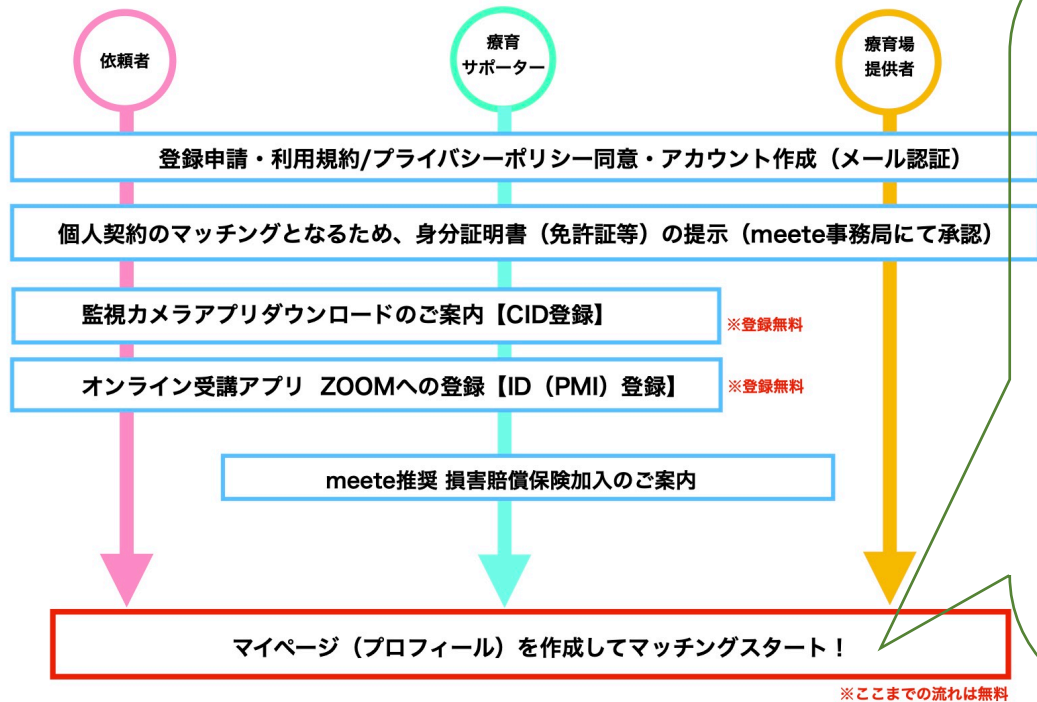 依頼者
療育
サポーター
療育場
提供者
登録申請・利用規約/プライバシーポリシー同意・アカウント作成（メール認証）
個人契約のマッチングとなるため、身分証明書（免許証等）の提示（meete事務局にて承認）
監視カメラアプリダウンロードのご案内【CID登録】
※登録無料
オンライン受講アプリ ZOOMへの登録【ID（PMI）登録】
※登録無料
meete推奨 損害賠償保険加入のご案内
マイページ（プロフィール）を作成してマッチングスタート！
※ここまでの流れは無料